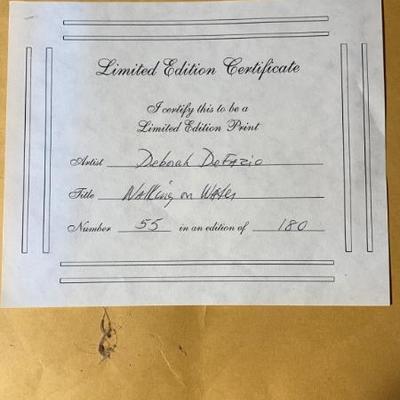 Limited Edition Certificate
I certify this to be a
Limited Edition Print
Artist Deborah DeFazio
Title Walking on Water
Number 55 in an edition of 180